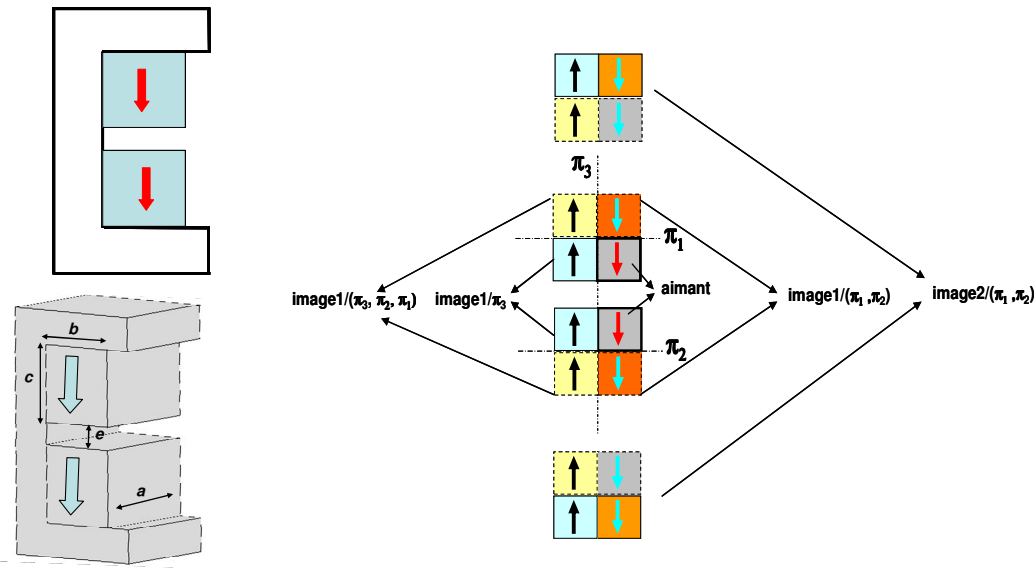 π₃
π₁
image1/(π₃, π₂, π₁)
image1/π₃
aimant
image1/(π₁ ,π₂)
image2/(π₁ ,π₂)
π₂
b
c
e
a